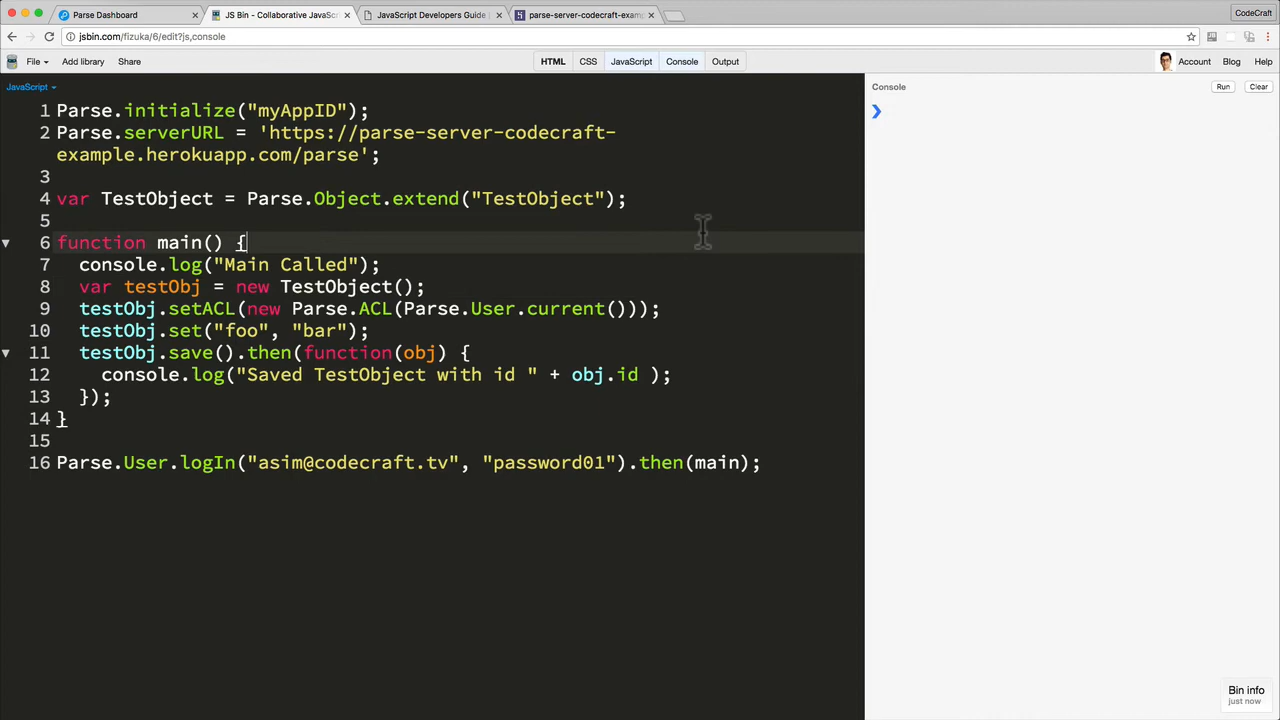 Parse Dashboard
JS Bin - Collaborative JavaScri
JavaScript Developers Guide |
parse-server-codecraft-examp
CodeCraft
jsbin.com/fizuka/6/edit?js,console
File
Add library
Share
HTML
CSS
JavaScript
Console
Output
Account
Blog
Help
JavaScript
Console
Run
Clear
1 Parse.initialize("myAppID");
2 Parse.serverURL = 'https://parse-server-codecraft-
example.herokuapp.com/parse';
3
4 var TestObject = Parse.Object.extend("TestObject");
5
6 function main() {
7 console.log("Main Called");
8 var testObj = new TestObject();
9 testObj.setACL(new Parse.ACL(Parse.User.current()));
10 testObj.set("foo", "bar");
11 testObj.save().then(function(obj) {
12 console.log("Saved TestObject with id " + obj.id );
13 });
14 }
15
16 Parse.User.logIn("asim@codecraft.tv", "password01").then(main);
Bin info
just now